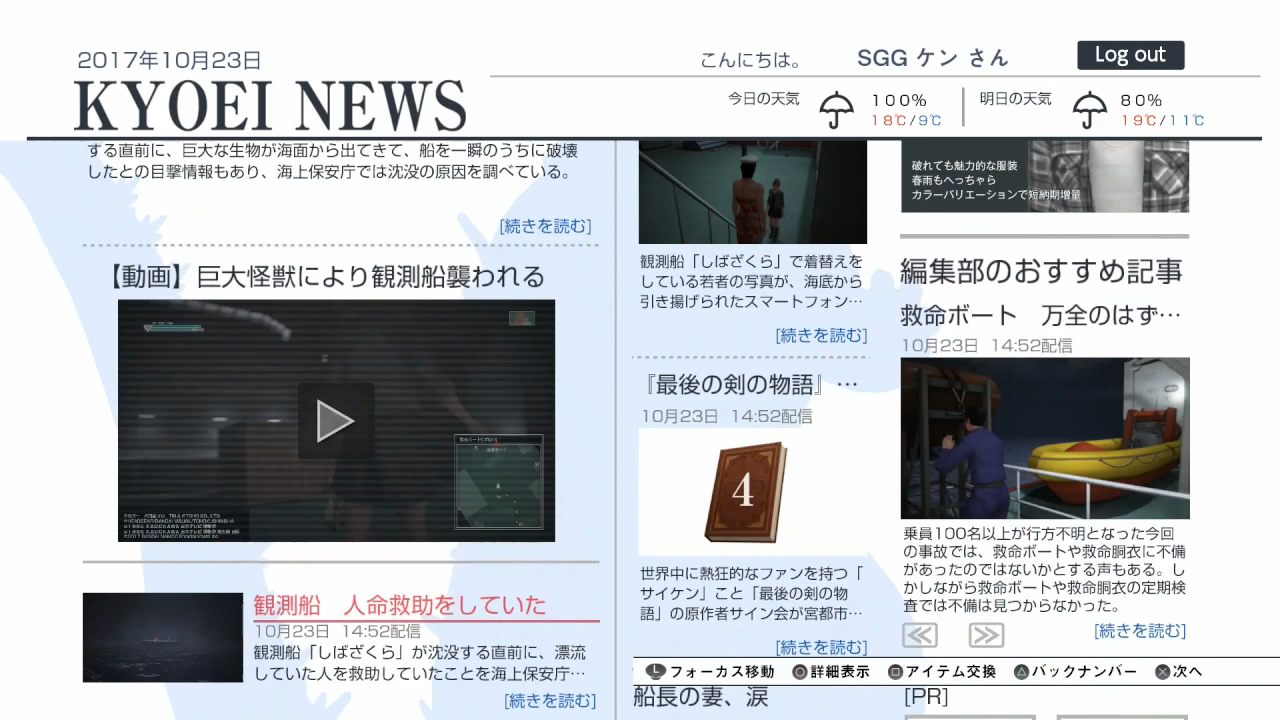 2017年10月23日
KYOEI NEWS
こんにちは。 SGG ケン さん
Log out
今日の天気 100% 18℃/9℃
明日の天気 80% 19℃/11℃
する直前に、巨大な生物が海面から出てきて、船を一瞬のうちに破壊
したとの目撃情報もあり、海上保安庁では沈没の原因を調べている。
[続きを読む]
【動画】巨大怪獣により観測船襲われる
観測船 人命救助をしていた
10月23日 14:52配信
観測船「しばざくら」が沈没する直前に、漂流
していた人を救助していたことを海上保安庁…
[続きを読む]
観測船「しばざくら」で着替えを
している若者の写真が、海底から
引き揚げられたスマートフォン…
[続きを読む]
『最後の剣の物語』…
10月23日 14:52配信
4
世界中に熱狂的なファンを持つ「
サイケン」こと「最後の剣の物
語」の原作者サイン会が宮都市…
[続きを読む]
船長の妻、涙
破れても魅力的な服装
春雨もへっちゃら
カラーバリエーションで短納期増量
編集部のおすすめ記事
救命ボート 万全のはず…
10月23日 14:52配信
乗員100名以上が行方不明となった今回
の事故では、救命ボートや救命胴衣に不備
があったのではないかとする声もある。し
かしながら救命ボートや救命胴衣の定期検
査では不備は見つからなかった。
[続きを読む]
[PR]
L フォーカス移動 詳細表示 アイテム交換 バックナンバー 次へ